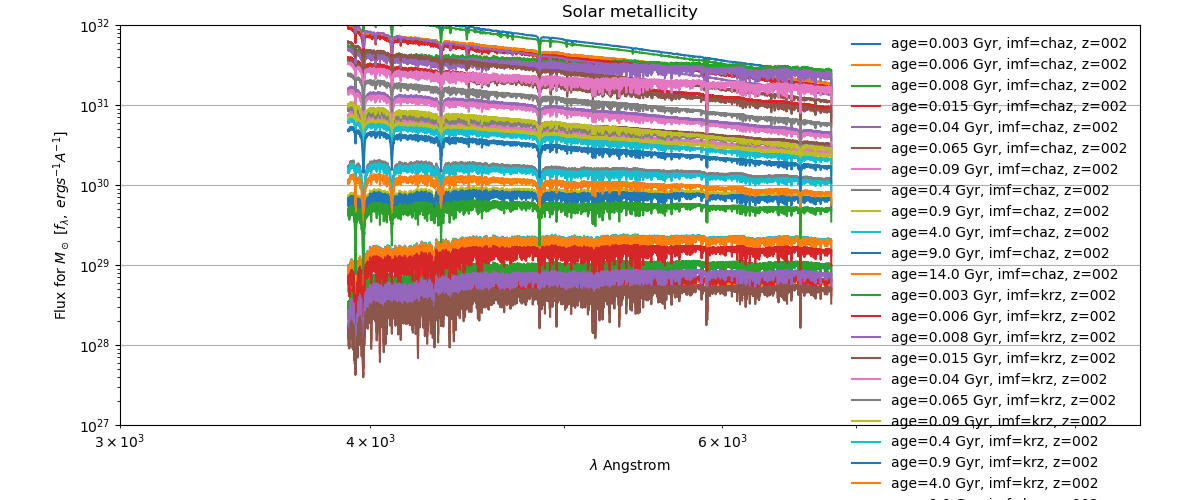 Solar metallicity
10^32
10^31
10^30
10^29
10^28
10^27
Flux for M_⊙ [f_λ, ergs^−1 A^−1]
3 × 10^3
4 × 10^3
6 × 10^3
λ Angstrom
age=0.003 Gyr, imf=chaz, z=002
age=0.006 Gyr, imf=chaz, z=002
age=0.008 Gyr, imf=chaz, z=002
age=0.015 Gyr, imf=chaz, z=002
age=0.04 Gyr, imf=chaz, z=002
age=0.065 Gyr, imf=chaz, z=002
age=0.09 Gyr, imf=chaz, z=002
age=0.4 Gyr, imf=chaz, z=002
age=0.9 Gyr, imf=chaz, z=002
age=4.0 Gyr, imf=chaz, z=002
age=9.0 Gyr, imf=chaz, z=002
age=14.0 Gyr, imf=chaz, z=002
age=0.003 Gyr, imf=krz, z=002
age=0.006 Gyr, imf=krz, z=002
age=0.008 Gyr, imf=krz, z=002
age=0.015 Gyr, imf=krz, z=002
age=0.04 Gyr, imf=krz, z=002
age=0.065 Gyr, imf=krz, z=002
age=0.09 Gyr, imf=krz, z=002
age=0.4 Gyr, imf=krz, z=002
age=0.9 Gyr, imf=krz, z=002
age=4.0 Gyr, imf=krz, z=002